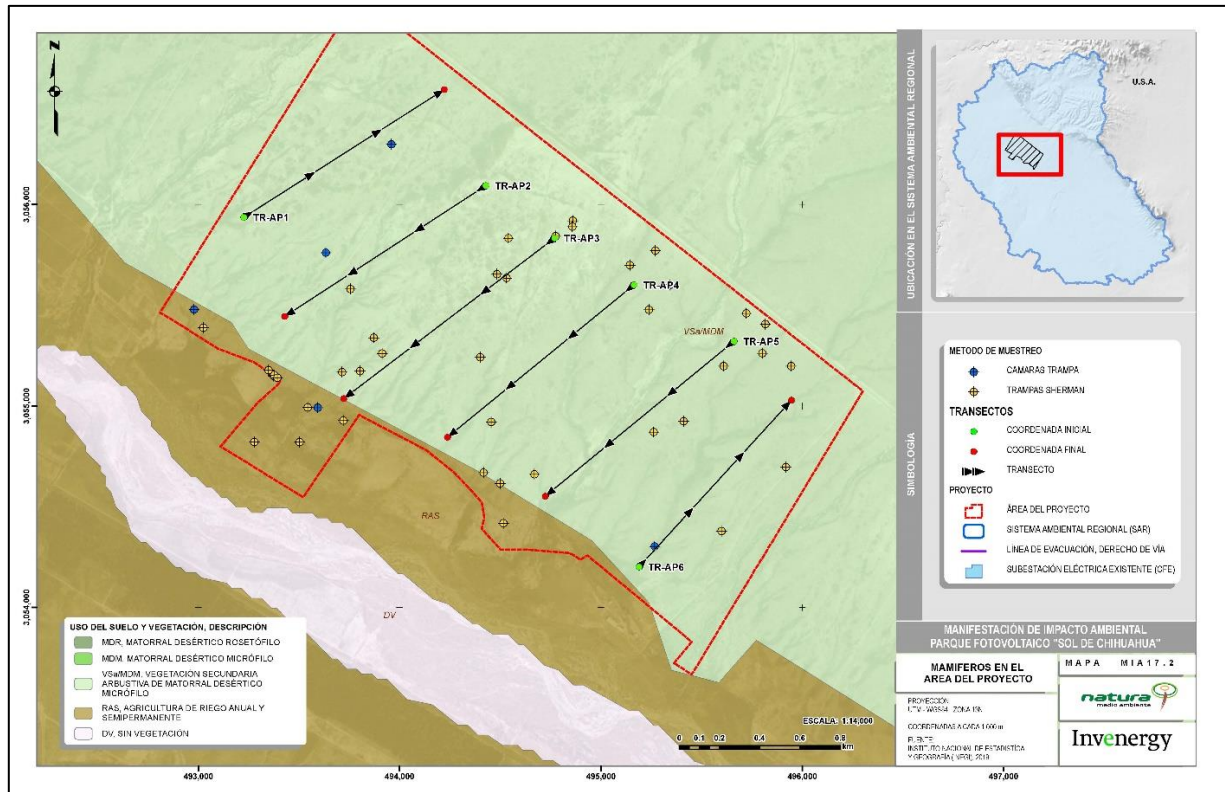 Z
TR-AP1
TR-AP2
TR-AP3
TR-AP4
TR-AP5
TR-AP6
VSa/MDM
RAS
DV
3,056,000
3,055,000
3,054,000
493,000
494,000
495,000
496,000
497,000
USO DEL SUELO Y VEGETACIÓN, DESCRIPCIÓN
MDR, MATORRAL DESÉRTICO ROSETÓFILO
MDM, MATORRAL DESÉRTICO MICRÓFILO
VSa/MDM, VEGETACIÓN SECUNDARIA
ARBUSTIVA DE MATORRAL DESÉRTICO
MICRÓFILO
RAS, AGRICULTURA DE RIEGO ANUAL Y
SEMIPERMANENTE
DV, SIN VEGETACIÓN
ESCALA: 1:14,000
0 0.1 0.2 0.4 0.6 0.8
km
UBICACIÓN EN EL SISTEMA AMBIENTAL REGIONAL
U.S.A.
SIMBOLOGÍA
METODO DE MUESTREO
CAMARAS TRAMPA
TRAMPAS SHERMAN
TRANSECTOS
COORDENADA INICIAL
COORDENADA FINAL
TRANSECTO
PROYECTO
ÁREA DEL PROYECTO
SISTEMA AMBIENTAL REGIONAL (SAR)
LÍNEA DE EVACUACIÓN, DERECHO DE VÍA
SUBESTACIÓN ELÉCTRICA EXISTENTE (CFE)
MANIFESTACIÓN DE IMPACTO AMBIENTAL
PARQUE FOTOVOLTAICO "SOL DE CHIHUAHUA"
MAMIFEROS EN EL
AREA DEL PROYECTO
MAPA MIA17.2
PROYECCIÓN:
COORDENADAS A CADA 1000 m
FUENTE:
INSTITUTO NACIONAL DE ESTADISTÍCA
Y GEOGRAFÍA (INEGI), 2019
natura
medio ambiente
Invenergy